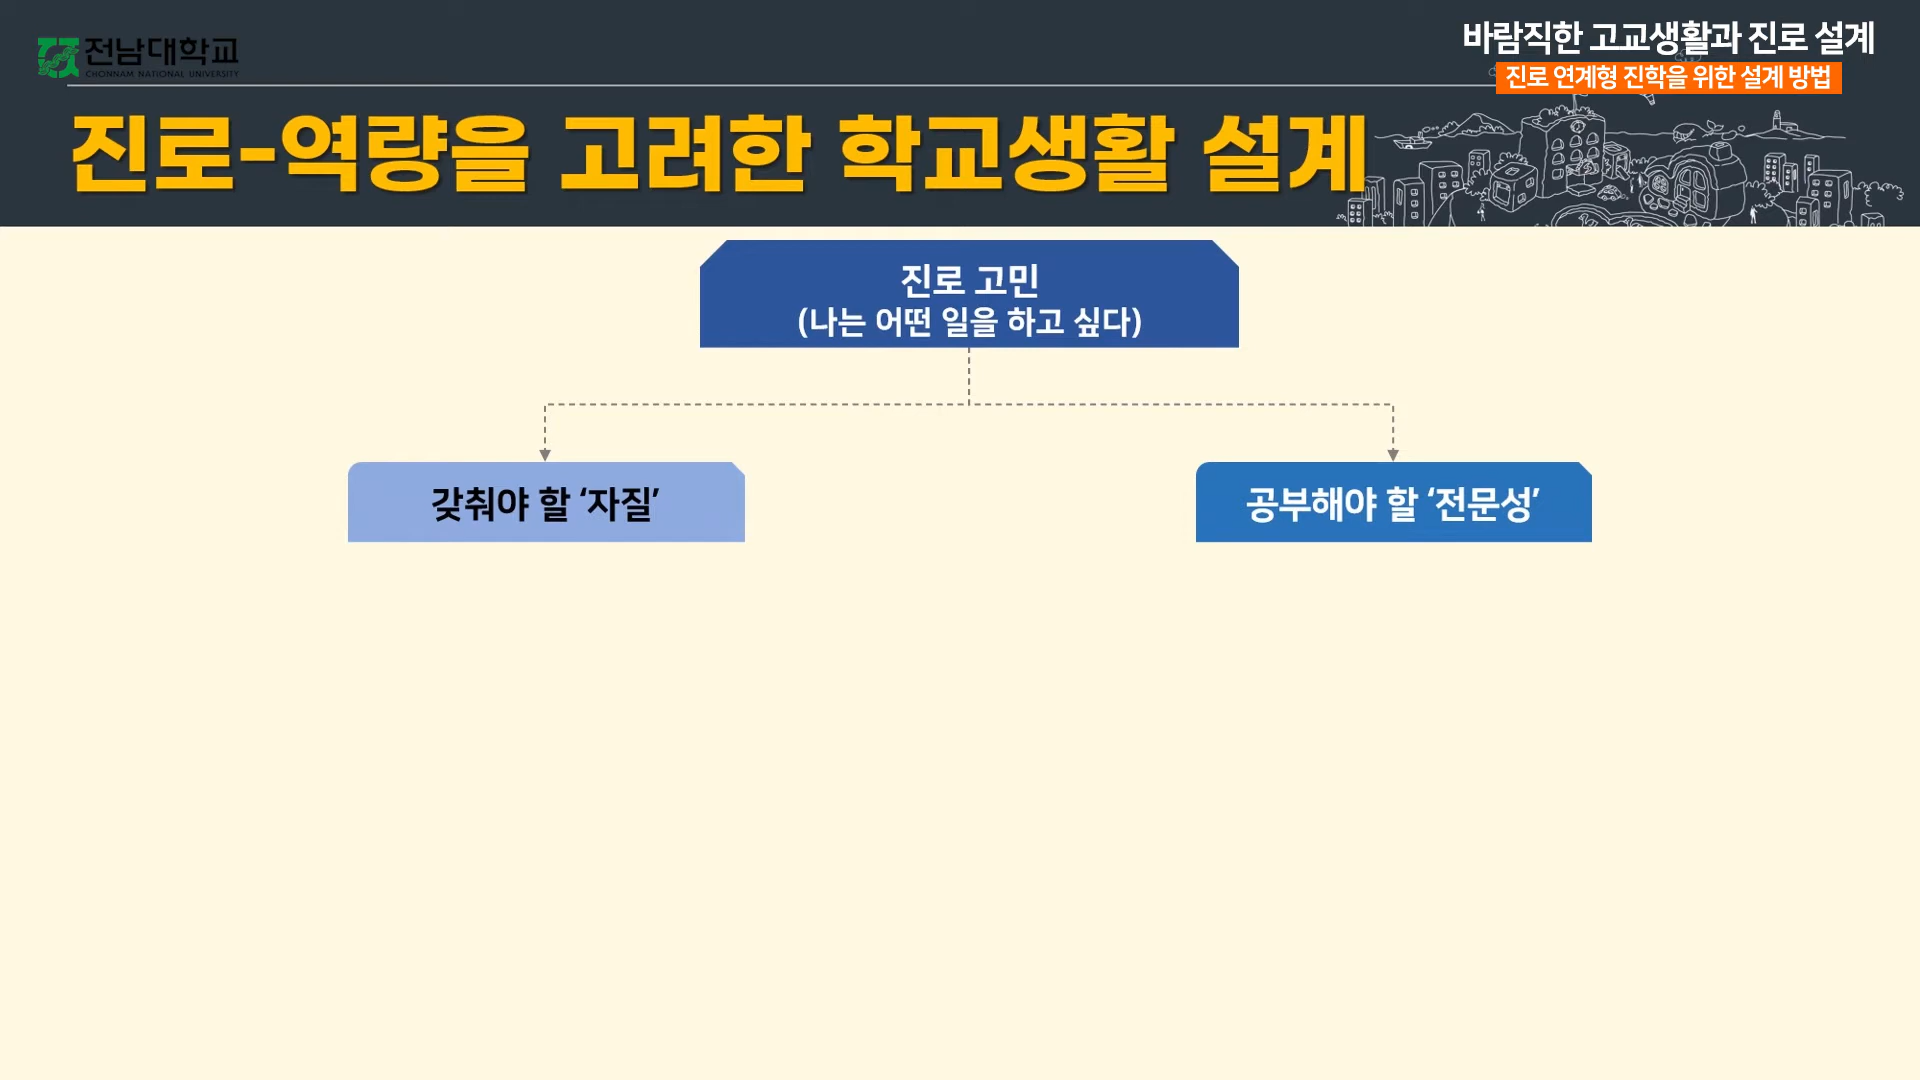 전남대학교
CHONNAM NATIONAL UNIVERSITY
바람직한 고교생활과 진로 설계
진로 연계형 진학을 위한 설계 방법
진로-역량을 고려한 학교생활 설계
진로 고민
(나는 어떤 일을 하고 싶다)
갖춰야 할 ‘자질’
공부해야 할 ‘전문성’